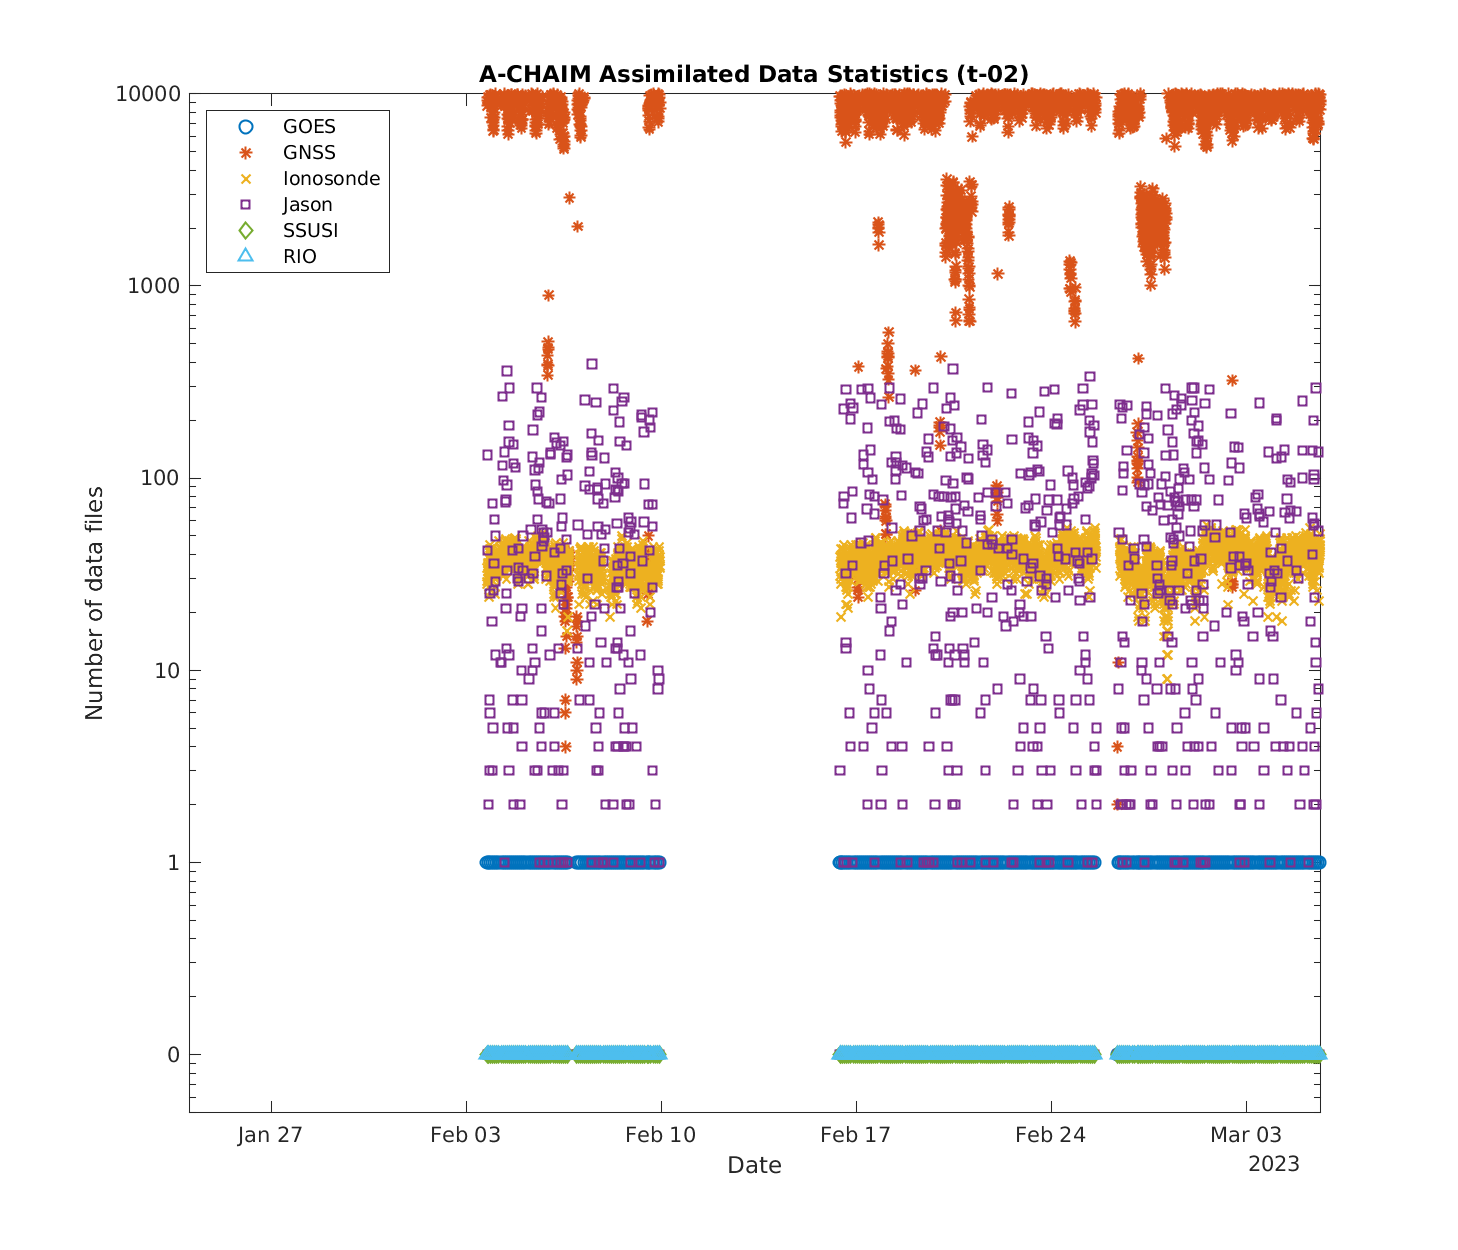 A-CHAIM Assimilated Data Statistics (t-02)
10000
1000
100
10
1
0
Number of data files
GOES
GNSS
Ionosonde
Jason
SSUSI
RIO
Jan 27
Feb 03
Feb 10
Feb 17
Feb 24
Mar 03
Date
2023